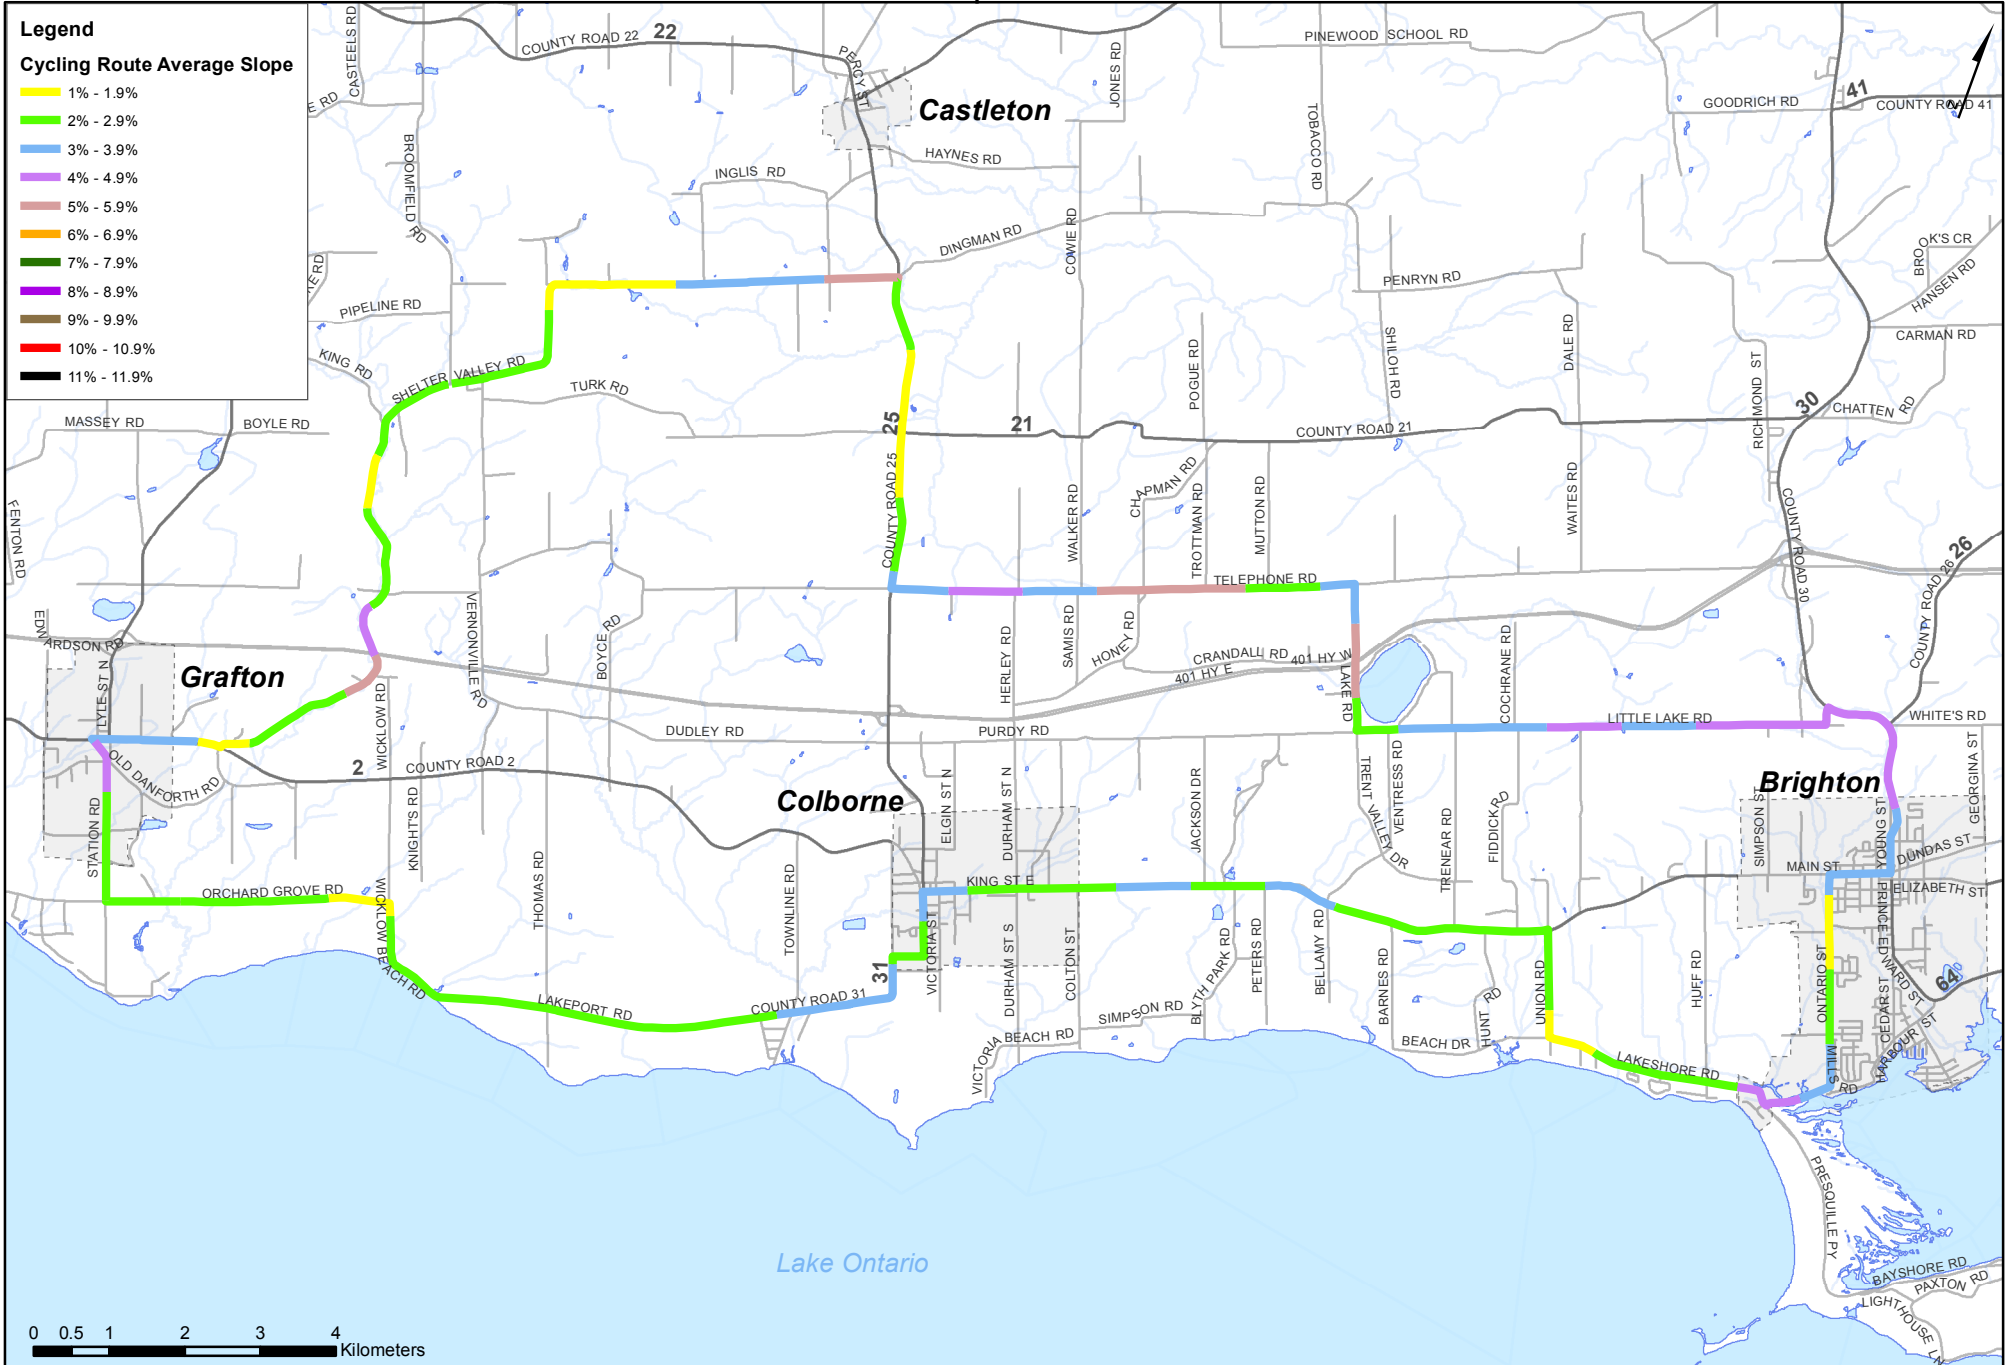 Legend
Cycling Route Average Slope
1% - 1.9%
2% - 2.9%
3% - 3.9%
4% - 4.9%
5% - 5.9%
6% - 6.9%
7% - 7.9%
8% - 8.9%
9% - 9.9%
10% - 10.9%
11% - 11.9%
CASTEELS RD
COUNTY ROAD 22
22
PERCY ST
JONES RD
PINEWOOD SCHOOL RD
GOODRICH RD
41
COUNTY ROAD 41
E RD
Castleton
BROOMFIELD RD
HAYNES RD
TOBACCO RD
INGLIS RD
COWIE RD
DINGMAN RD
BROOK'S CR
HANSEN RD
PENRYN RD
PIPELINE RD
KING RD
CARMAN RD
SHELTER VALLEY RD
TURK RD
POGUE RD
SHILOH RD
DALE RD
RICHMOND ST
MASSEY RD
BOYLE RD
25
21
COUNTY ROAD 21
30
CHATTEN RD
COUNTY ROAD 25
CHAPMAN RD
WALKER RD
TROTTMAN RD
MUTTON RD
WAITES RD
COUNTY ROAD 30
FENTON RD
TELEPHONE RD
26
COUNTY ROAD 26
EDWARDSON RD
VERNONVILLE RD
BOYCE RD
HERLEY RD
SAMIS RD
HONEY RD
CRANDALL RD
401 HY W
401 HY E
LAKE RD
COCHRANE RD
LYLE ST N
Grafton
WICKLOW RD
DUDLEY RD
PURDY RD
LITTLE LAKE RD
WHITE'S RD
OLD DANFORTH RD
2
COUNTY ROAD 2
Colborne
ELGIN ST N
DURHAM ST N
JACKSON DR
TRENT VALLEY DR
VENTRESS RD
TRENEAR RD
FIDDICK RD
Brighton
SIMPSON ST
YOUNG ST
GEORGINA ST
DUNDAS ST
STATION RD
KNIGHT'S RD
ORCHARD GROVE RD
WICKLOW BEACH RD
THOMAS RD
TOWNLINE RD
KING ST E
MAIN ST
ELIZABETH ST
PRINCE EDWARD ST
VICTORIA ST
DURHAM ST S
COLTON ST
BLYTH PARK RD
PETERS RD
BELLAMY RD
BARNES RD
HUNT RD
UNION RD
HUFF RD
ONTARIO ST
CEDAR ST
64
31
COUNTY ROAD 31
LAKEPORT RD
SIMPSON RD
VICTORIA BEACH RD
BEACH DR
LAKESHORE RD
HARBOUR ST
MILLS RD
PRESQUILLE PY
Lake Ontario
BAYSHORE RD
PAXTON RD
LIGHTHOUSE LN
0 0.5 1 2 3 4
Kilometers